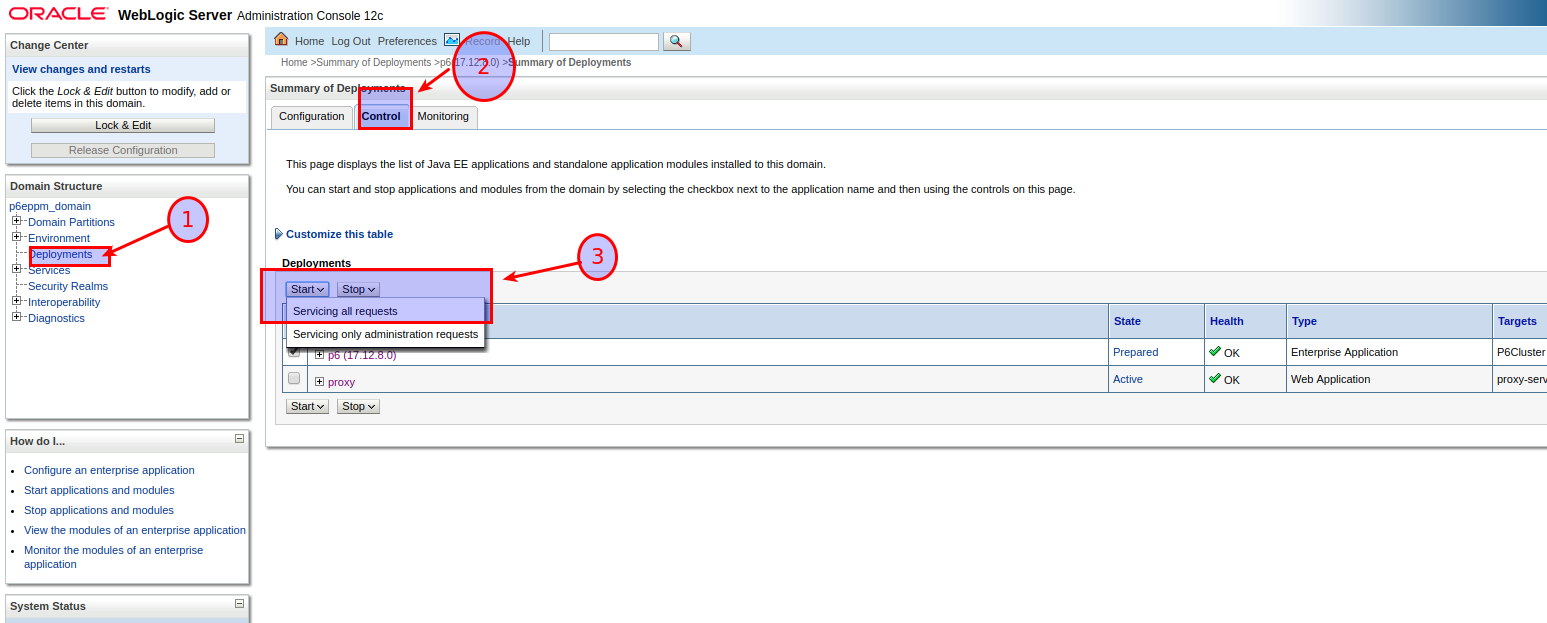 ORACLE WebLogic Server Administration Console 12c
Change Center
View changes and restarts
Click the Lock & Edit button to modify, add or
delete items in this domain.
Lock & Edit
Release Configuration
Domain Structure
p6eppm_domain
Domain Partitions
Environment
Deployments
Services
Security Realms
Interoperability
Diagnostics
1
How do I...
Configure an enterprise application
Start applications and modules
Stop applications and modules
View the modules of an enterprise application
Monitor the modules of an enterprise
application
System Status
Home Log Out Preferences Record Help
Home >Summary of Deployments >p6 (17.12.8.0) >Summary of Deployments
2
Summary of Deployments
Configuration Control Monitoring
This page displays the list of Java EE applications and standalone application modules installed to this domain.
You can start and stop applications and modules from the domain by selecting the checkbox next to the application name and then using the controls on this page.
Customize this table
3
Deployments
Start Stop
Servicing all requests
Servicing only administration requests
State Health Type Targets
p6 (17.12.8.0) Prepared OK Enterprise Application P6Cluster
proxy Active OK Web Application proxy-serv
Start Stop